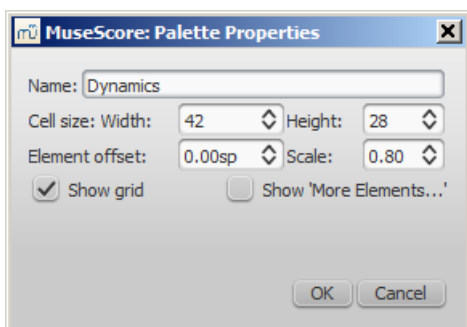 mü MuseScore: Palette Properties
Name: Dynamics
Cell size: Width: 42 Height: 28
Element offset: 0.00sp Scale: 0.80
Show grid Show 'More Elements...'
OK Cancel